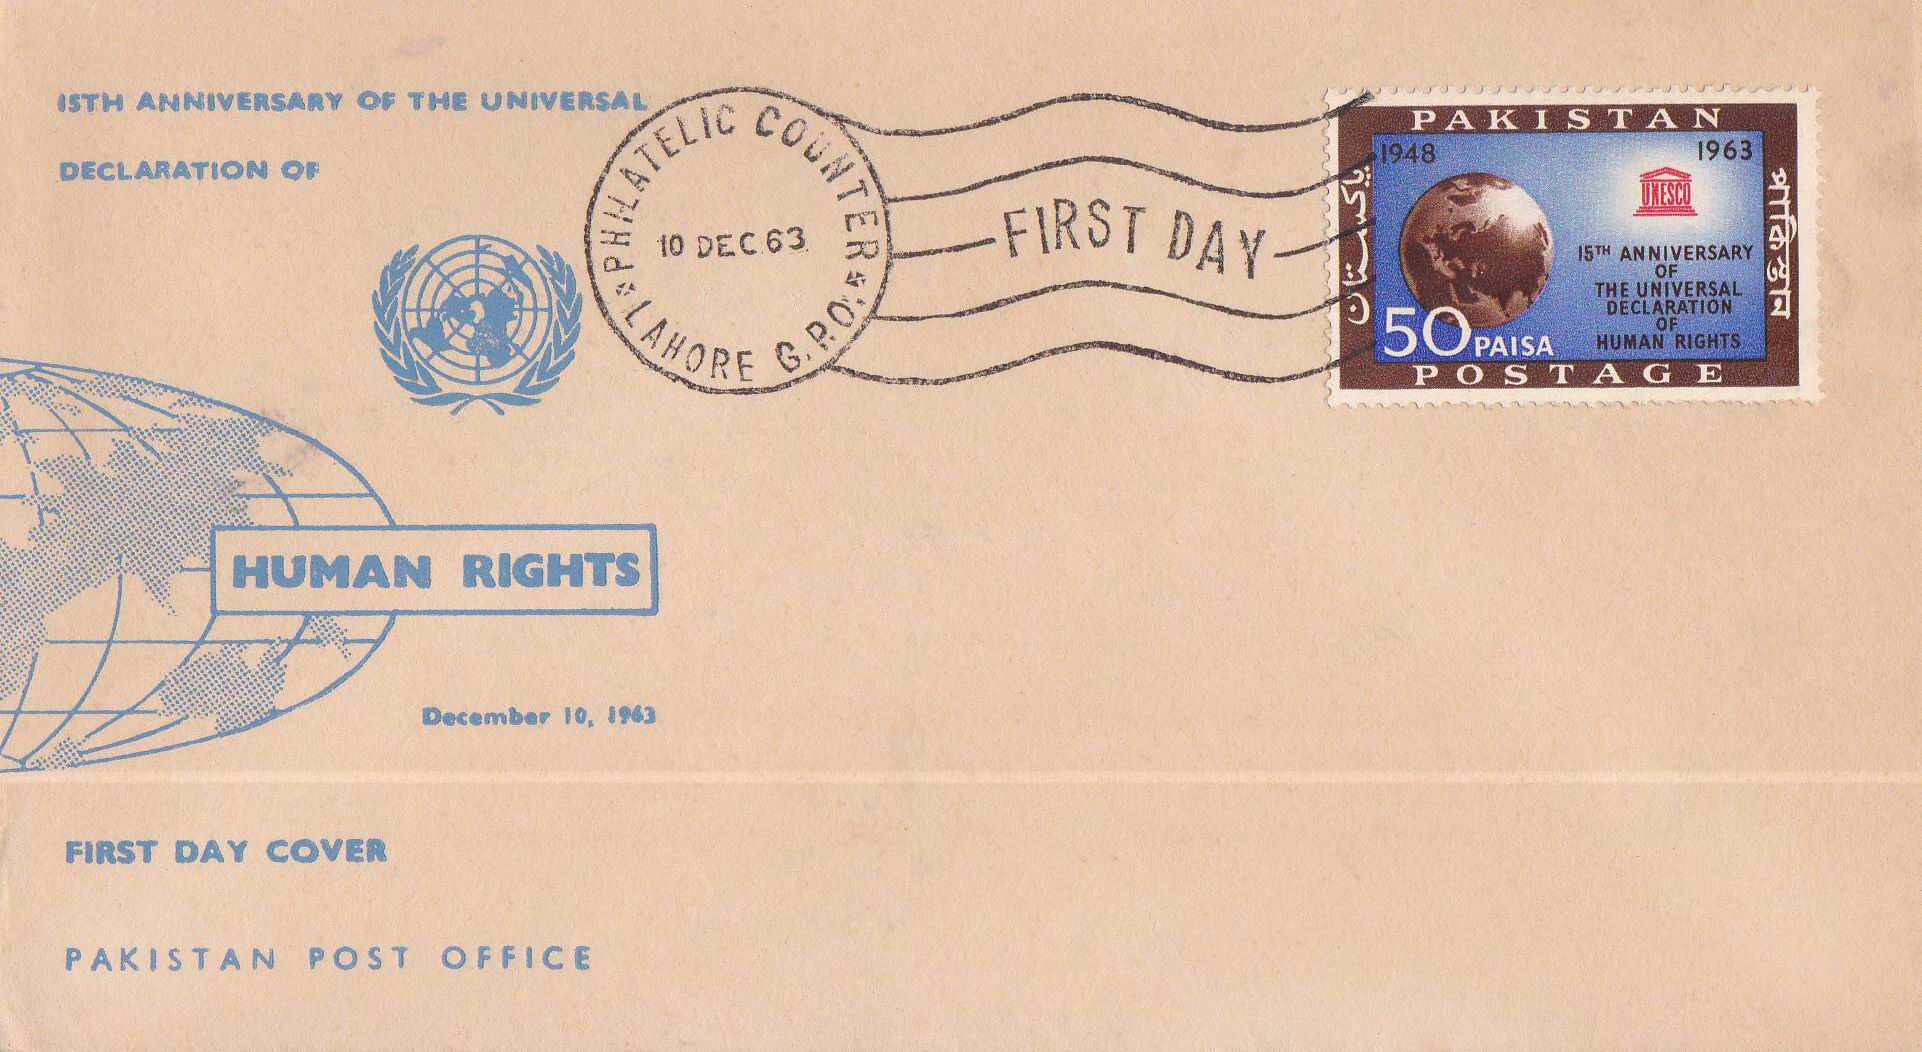 15TH ANNIVERSARY OF THE UNIVERSAL
DECLARATION OF
HUMAN RIGHTS
December 10, 1963
FIRST DAY COVER
PAKISTAN POST OFFICE
PHILATELIC COUNTER
10 DEC.63.
LAHORE G.P.O.
FIRST DAY
PAKISTAN
1948 1963
پاکستان
UNESCO
পাকিস্তান
15TH ANNIVERSARY
OF
THE UNIVERSAL
DECLARATION
OF
HUMAN RIGHTS
50 PAISA
POSTAGE